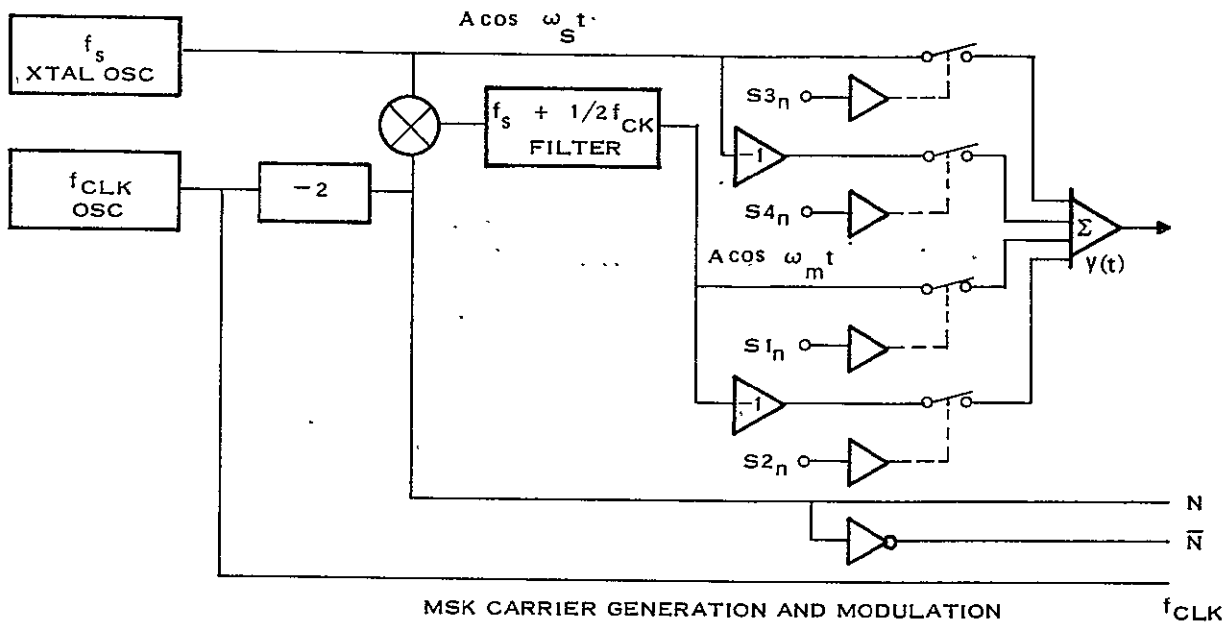 A cos ω_s t
f_s
XTAL OSC
f_s + 1/2 f_CK
FILTER
f_CLK
OSC
-2
S3_n
-1
S4_n
Σ
y(t)
A cos ω_m t
S1_n
-1
S2_n
N
N̅
f_CLK
MSK CARRIER GENERATION AND MODULATION